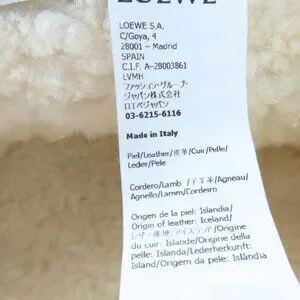 LOEWE
LOEWE S.A.
C/Goya, 4
28001 – Madrid
SPAIN
C.I.F. A-28003861
LVMH
ファッション・グループ・
ジャパン株式会社
ロエベジャパン
03-6215-6116
Made in Italy
Piel/Leather/皮革/Cuir/Pelle/
Leder/Pele
Cordero/Lamb /子羊革/Agneau/
Agnello/Lamm/Cordeiro
Origen de la piel: Islandia/
Origin of leather: Iceland/
レザー原産:アイスランド/Origine
du cuir: Islande/Origine della
pelle: Islanda/Lederherkunft:
Island/Origem da pele: Islândia